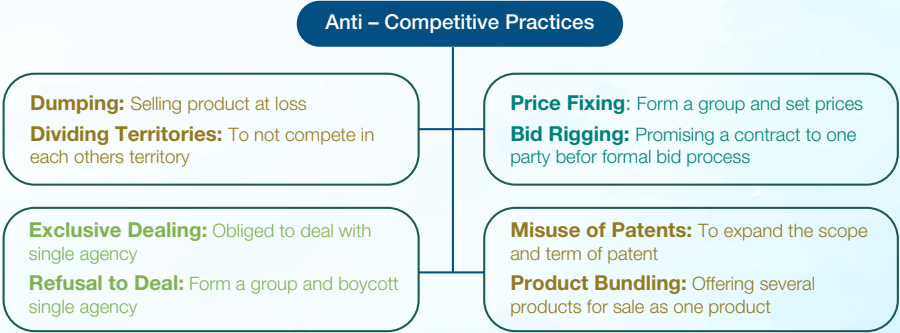 Anti – Competitive Practices
Dumping: Selling product at loss
Dividing Territories: To not compete in
each others territory
Price Fixing: Form a group and set prices
Bid Rigging: Promising a contract to one
party befor formal bid process
Exclusive Dealing: Obliged to deal with
single agency
Refusal to Deal: Form a group and boycott
single agency
Misuse of Patents: To expand the scope
and term of patent
Product Bundling: Offering several
products for sale as one product